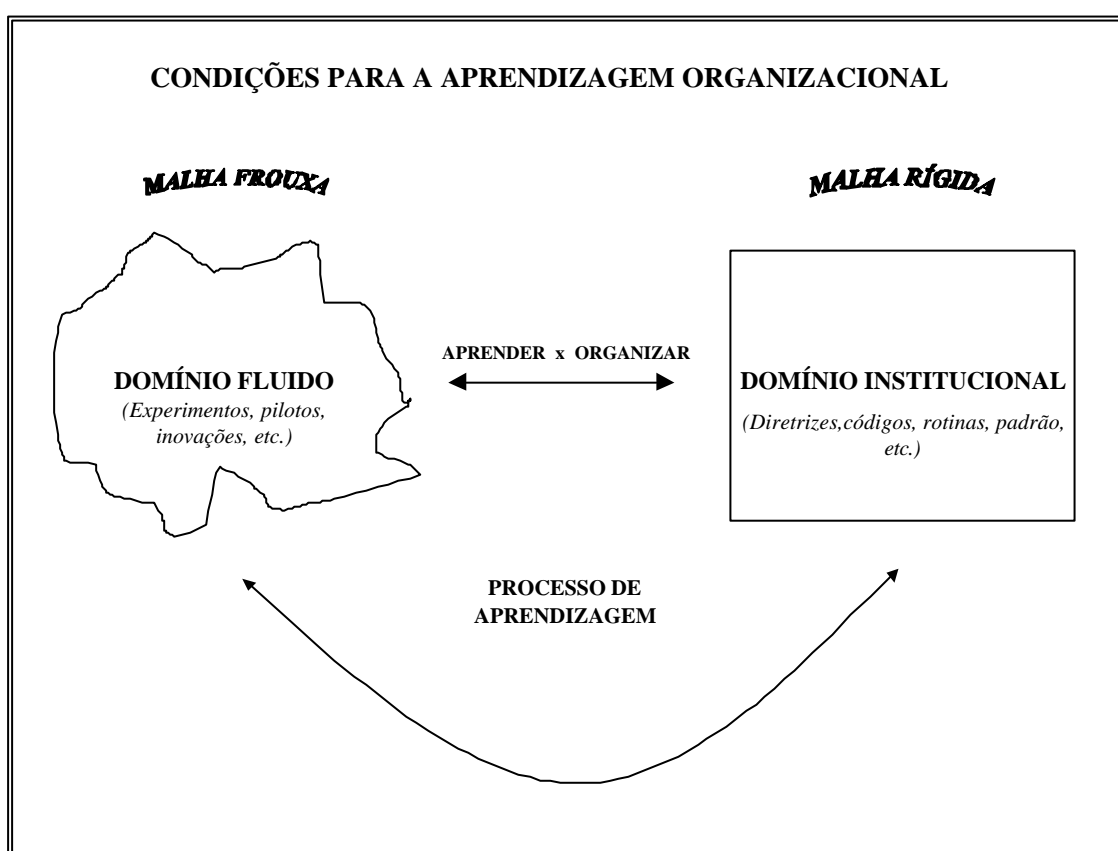 CONDIÇÕES PARA A APRENDIZAGEM ORGANIZACIONAL
MALHA FROUXA
MALHA RÍGIDA
APRENDER x ORGANIZAR
DOMÍNIO FLUIDO
(Experimentos, pilotos,
inovações, etc.)
DOMÍNIO INSTITUCIONAL
(Diretrizes,códigos, rotinas, padrão,
etc.)
PROCESSO DE
APRENDIZAGEM